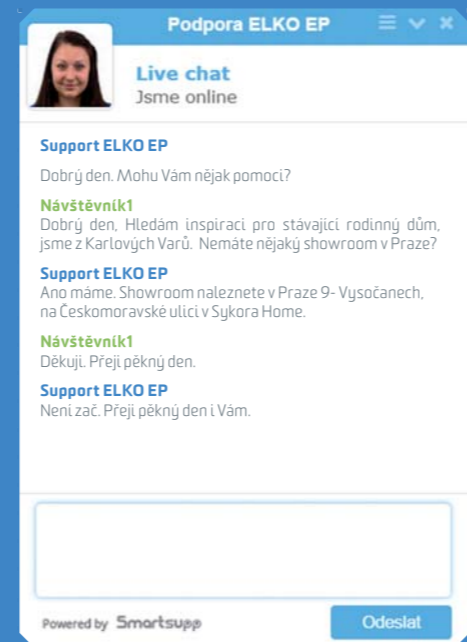 Podpora ELKO EP
Live chat
Jsme online
Support ELKO EP
Dobrý den. Mohu Vám nějak pomoci?
Návštěvník1
Dobrý den, Hledám inspiraci pro stávající rodinný dům,
jsme z Karlových Varů. Nemáte nějaký showroom v Praze?
Support ELKO EP
Ano máme. Showroom naleznete v Praze 9- Vysočanech,
na Českomoravské ulici v Sykora Home.
Návštěvník1
Děkuji. Přeji pěkný den.
Support ELKO EP
Není zač. Přeji pěkný den i Vám.
Powered by Smartsupp
Odeslat